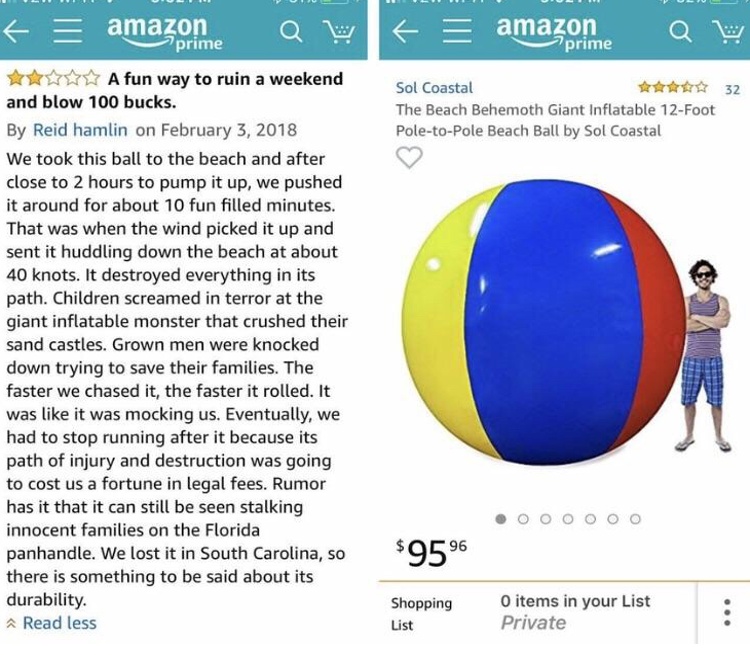 amazon
prime
A fun way to ruin a weekend
and blow 100 bucks.
By Reid hamlin on February 3, 2018
We took this ball to the beach and after
close to 2 hours to pump it up, we pushed
it around for about 10 fun filled minutes.
That was when the wind picked it up and
sent it huddling down the beach at about
40 knots. It destroyed everything in its
path. Children screamed in terror at the
giant inflatable monster that crushed their
sand castles. Grown men were knocked
down trying to save their families. The
faster we chased it, the faster it rolled. It
was like it was mocking us. Eventually, we
had to stop running after it because its
path of injury and destruction was going
to cost us a fortune in legal fees. Rumor
has it that it can still be seen stalking
innocent families on the Florida
panhandle. We lost it in South Carolina, so
there is something to be said about its
durability.
Read less
amazon
prime
Sol Coastal 32
The Beach Behemoth Giant Inflatable 12-Foot
Pole-to-Pole Beach Ball by Sol Coastal
$95 96
Shopping List
0 items in your List
Private